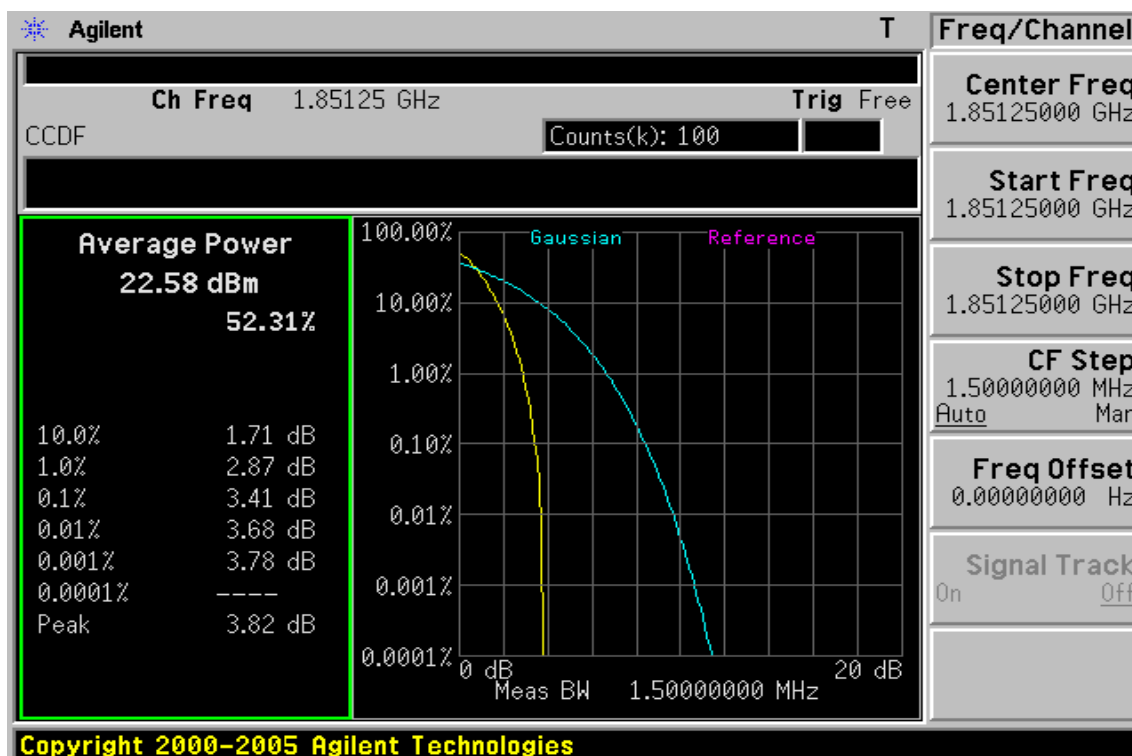 Agilent T
Ch Freq 1.85125 GHz Trig Free
CCDF Counts(k): 100
Average Power
22.58 dBm
52.31%
10.0% 1.71 dB
1.0% 2.87 dB
0.1% 3.41 dB
0.01% 3.68 dB
0.001% 3.78 dB
0.0001% ----
Peak 3.82 dB
Gaussian Reference
100.00%
10.00%
1.00%
0.10%
0.01%
0.001%
0.0001%
0 dB 20 dB
Meas BW 1.50000000 MHz
Freq/Channel
Center Freq
1.85125000 GHz
Start Freq
1.85125000 GHz
Stop Freq
1.85125000 GHz
CF Step
1.50000000 MHz
Auto Man
Freq Offset
0.00000000 Hz
Signal Track
On Off
Copyright 2000-2005 Agilent Technologies